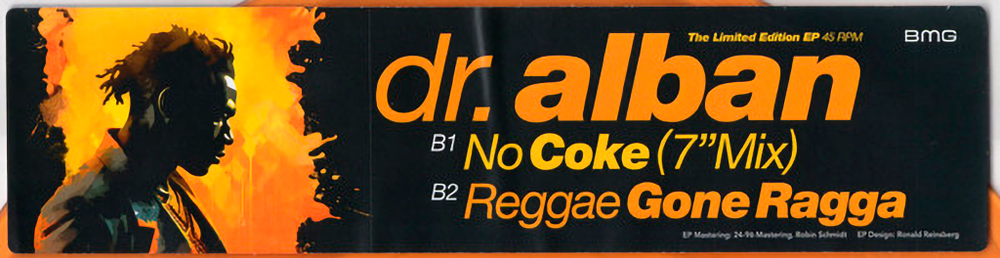 The Limited Edition EP 45 RPM
BMG
dr. alban
B1 No Coke (7”Mix)
B2 Reggae Gone Ragga
EP Mastering: 24-96 Mastering, Robin Schmidt EP Design: Ronald Reinsberg